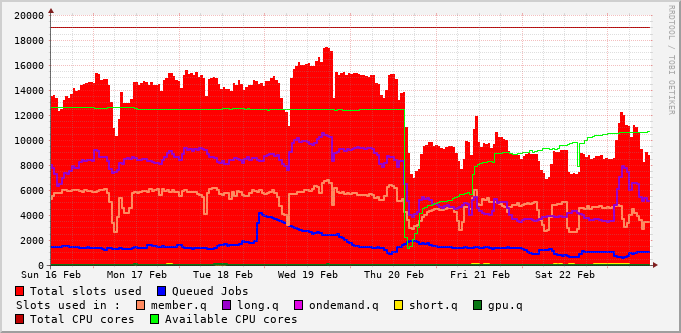 20000
18000
16000
14000
12000
10000
8000
6000
4000
2000
0
Sun 16 Feb Mon 17 Feb Tue 18 Feb Wed 19 Feb Thu 20 Feb Fri 21 Feb Sat 22 Feb
Total slots used Queued Jobs
Slots used in : member.q long.q ondemand.q short.q gpu.q
Total CPU cores Available CPU cores
RRDTOOL / TOBI OETIKER